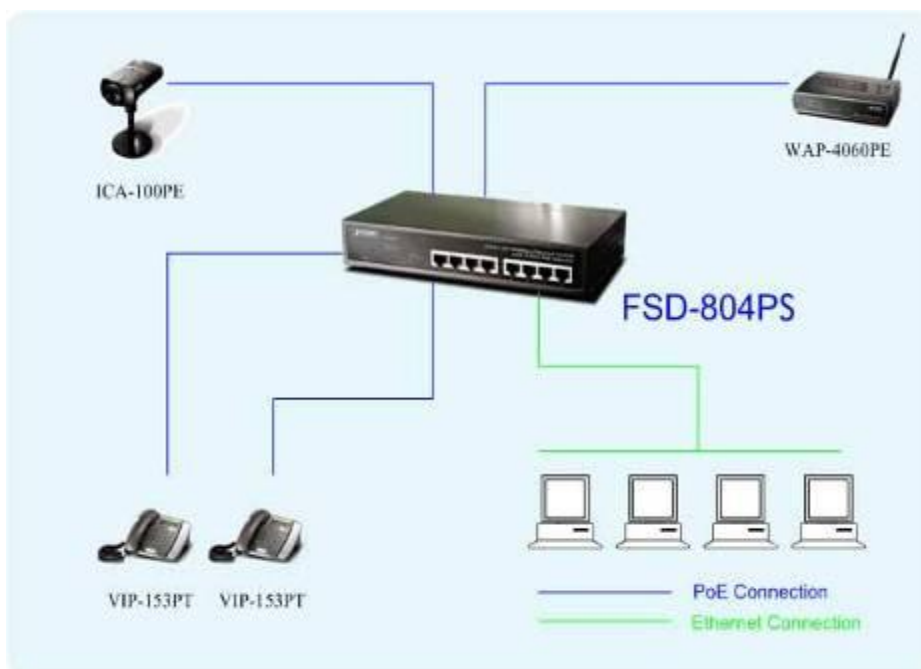 ICA-100PE
WAP-4060PE
FSD-804PS
VIP-153PT
VIP-153PT
PoE Connection
Ethernet Connection